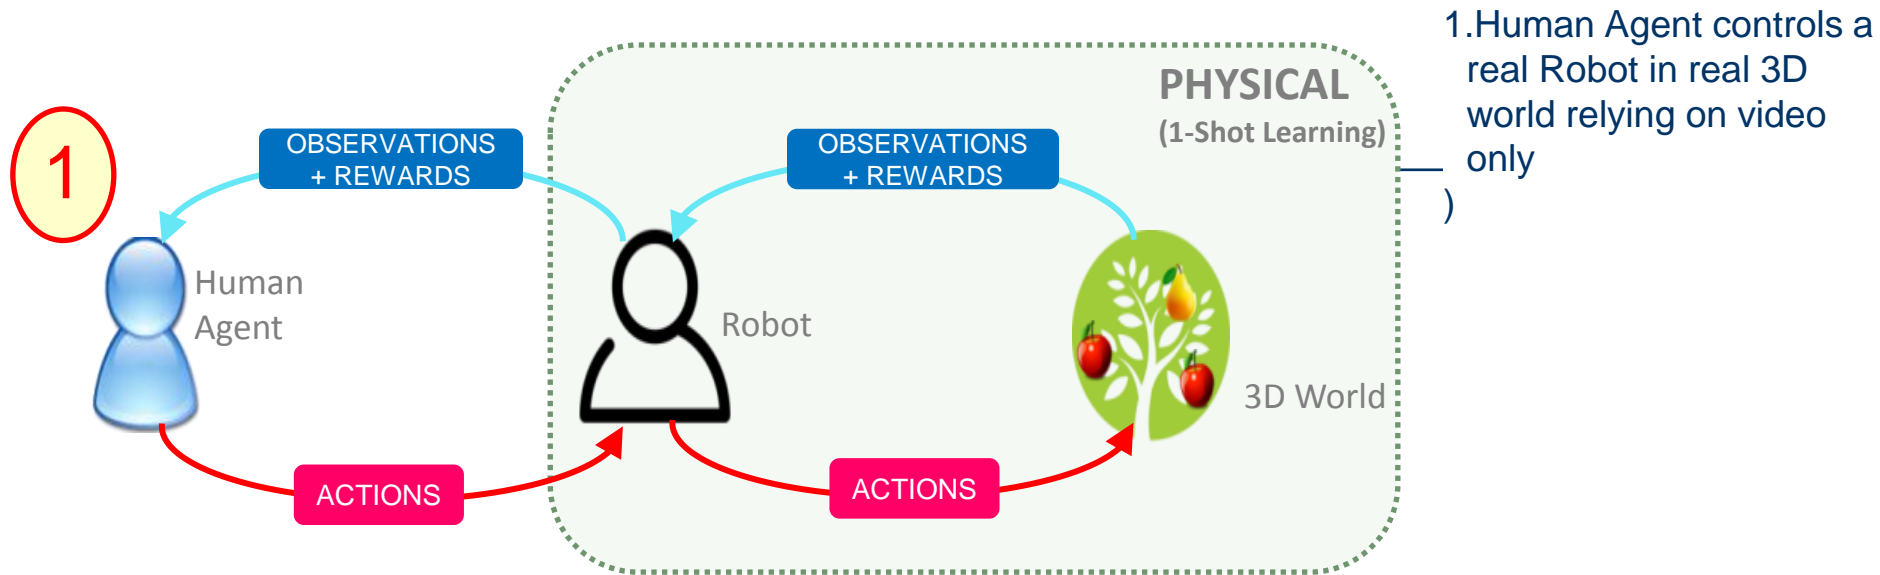 1
OBSERVATIONS
+ REWARDS
OBSERVATIONS
+ REWARDS
PHYSICAL
(1-Shot Learning)
Human
Agent
Robot
3D World
ACTIONS
ACTIONS
1.Human Agent controls a
real Robot in real 3D
world relying on video
only
)